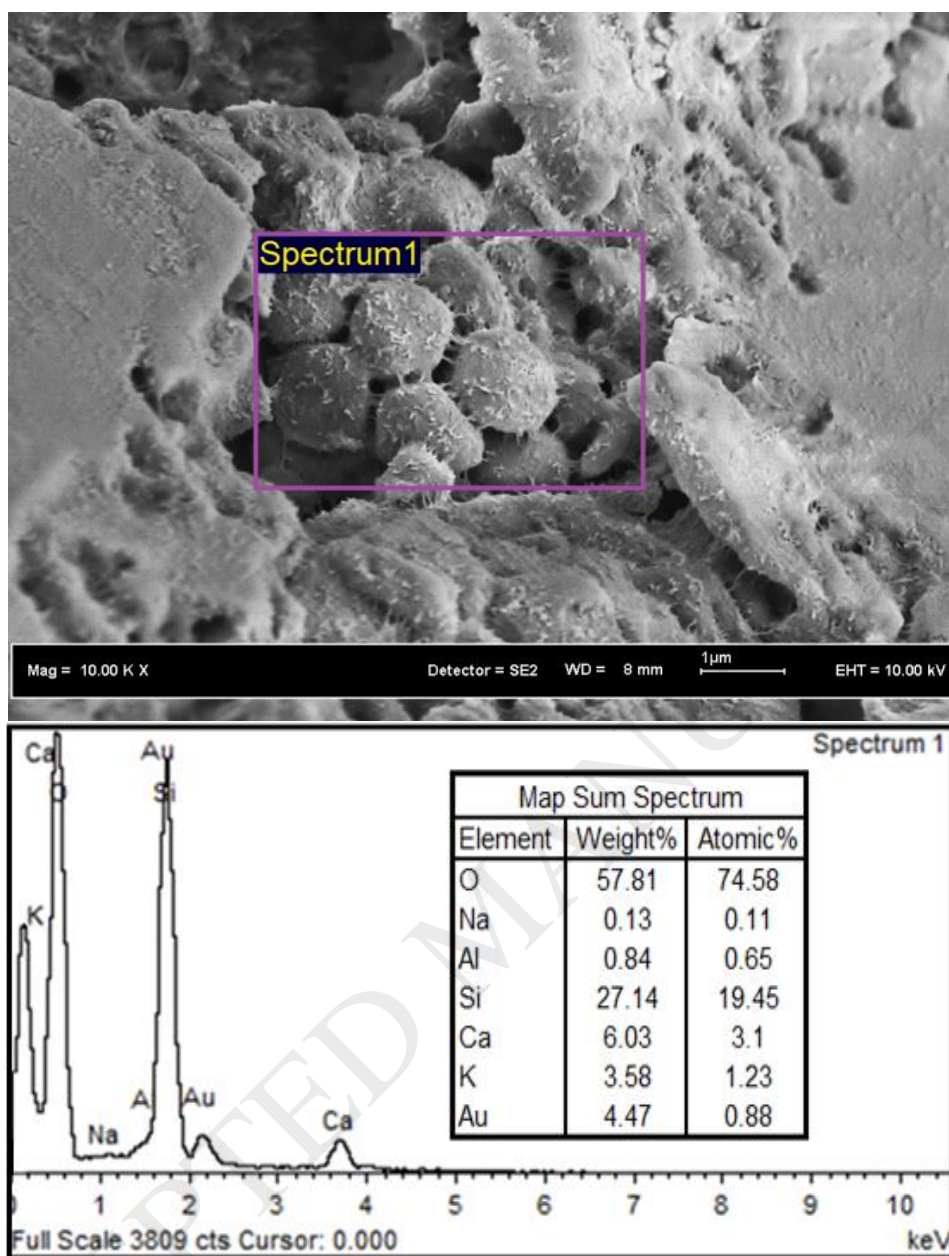 Spectrum1
Mag = 10.00 K X Detector = SE2 WD = 8 mm 1µm EHT = 10.00 kV
Spectrum 1
Ca Au
O Si
K
Na A Au Ca
Map Sum Spectrum
Element Weight% Atomic%
O 57.81 74.58
Na 0.13 0.11
Al 0.84 0.65
Si 27.14 19.45
Ca 6.03 3.1
K 3.58 1.23
Au 4.47 0.88
1 2 3 4 5 6 7 8 9 10
Full Scale 3809 cts Cursor: 0.000 keV